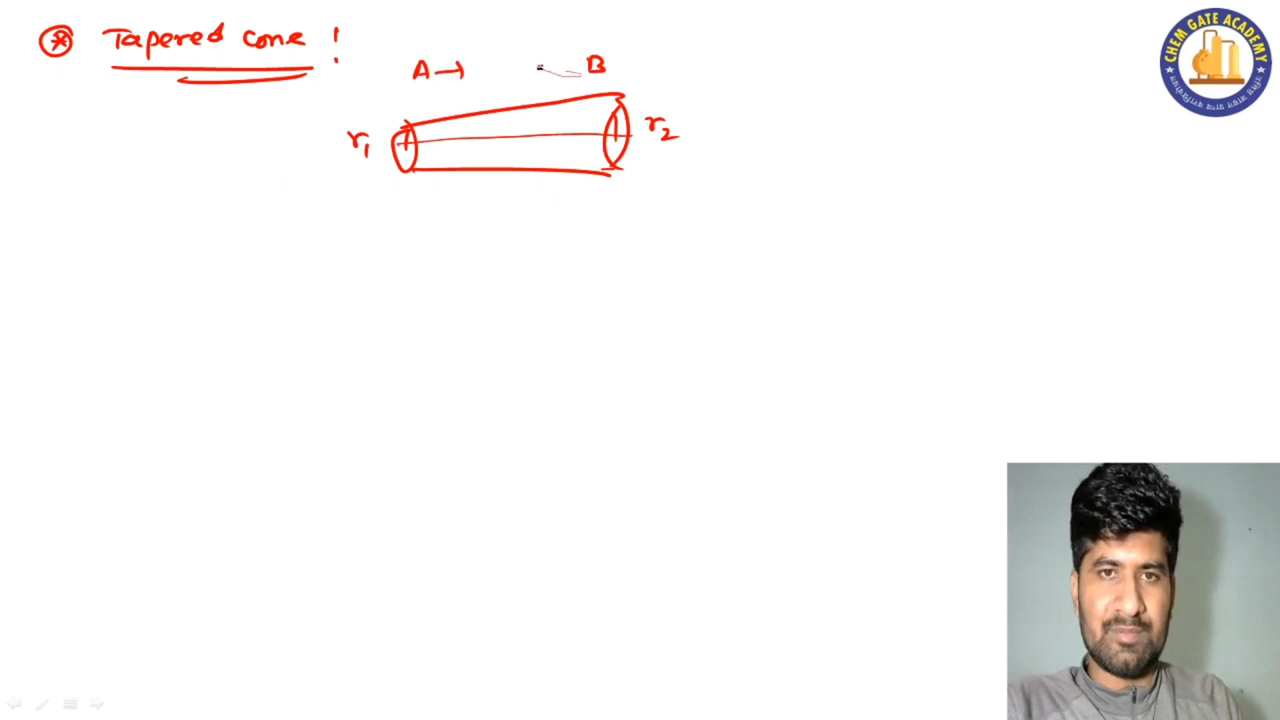 * Tapered cone :
A → B
r₁ r₂
CHEM GATE ACADEMY